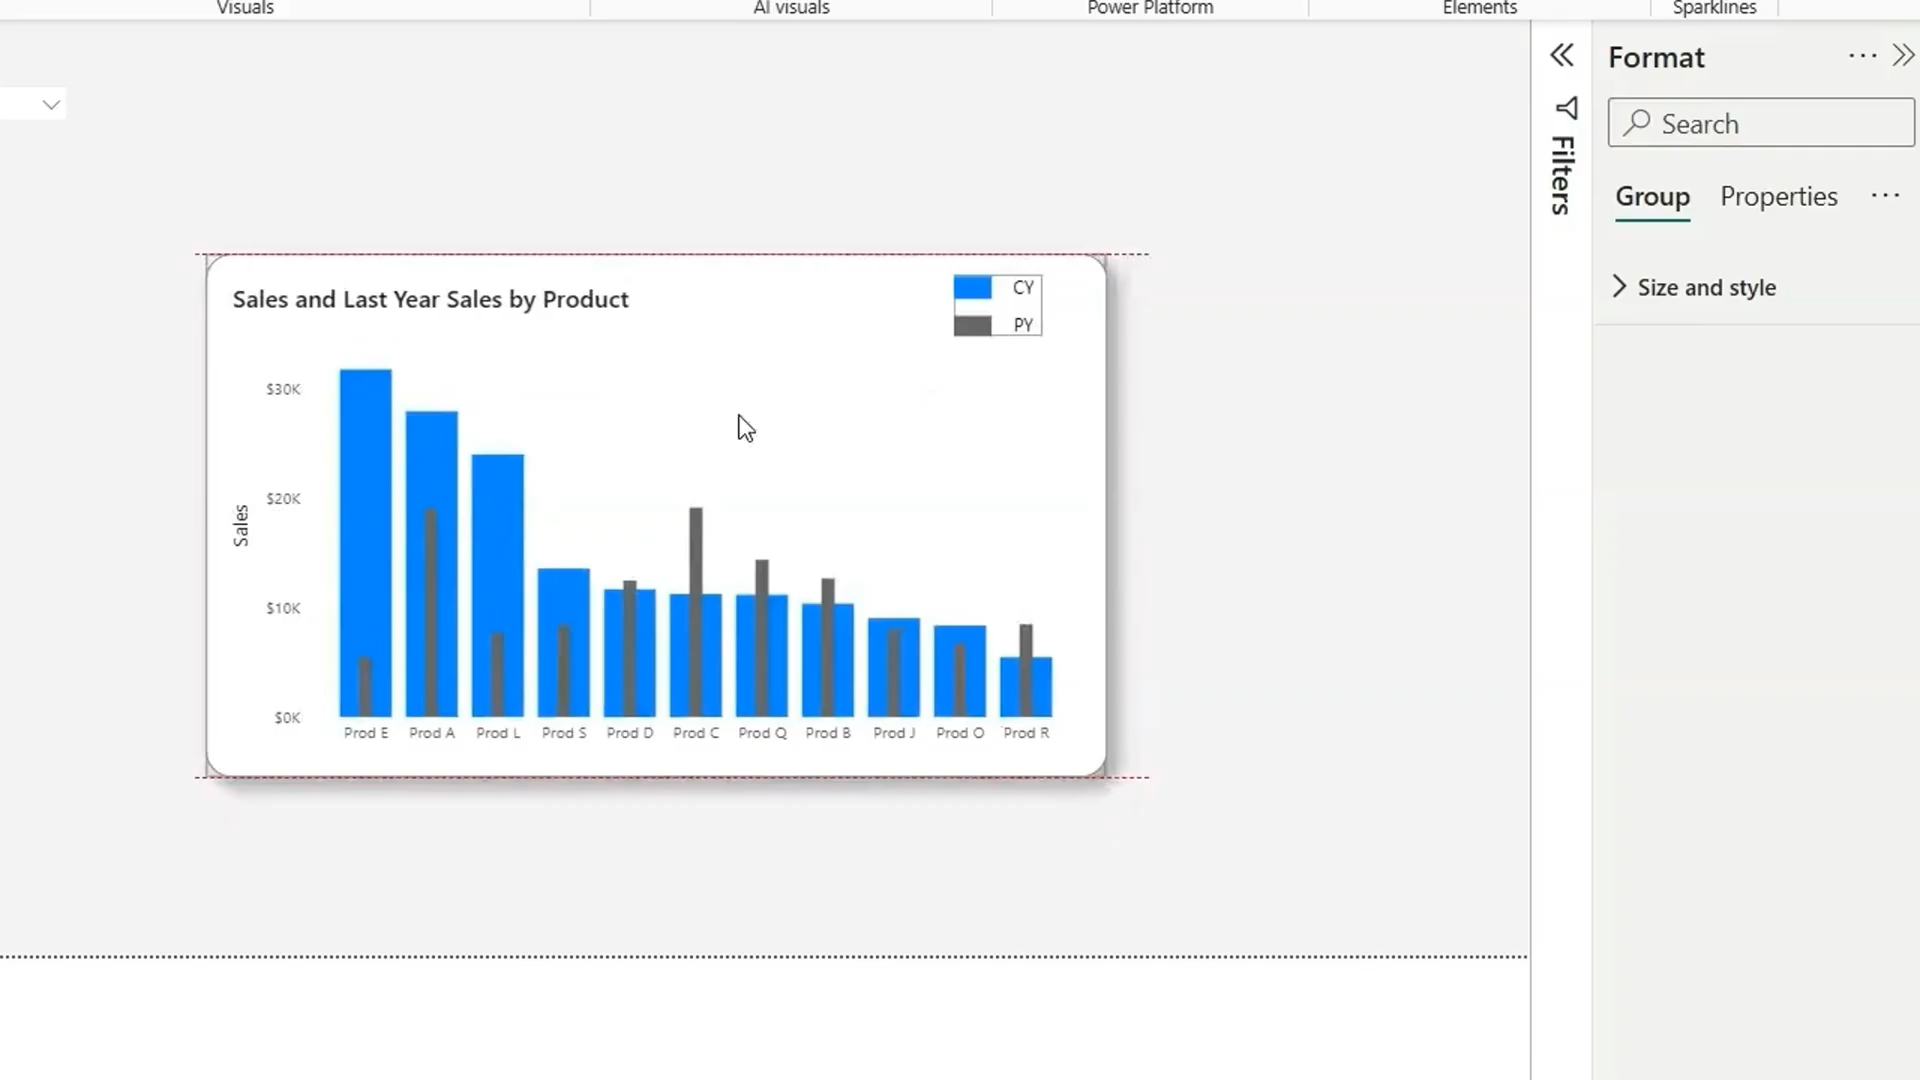 Visuals
AI visuals
Power Platform
Elements
Sparklines
Format
Search
Filters
Group Properties
Size and style
Sales and Last Year Sales by Product
CY
PY
Sales
$30K
$20K
$10K
$0K
Prod E Prod A Prod L Prod S Prod D Prod C Prod Q Prod B Prod J Prod O Prod R